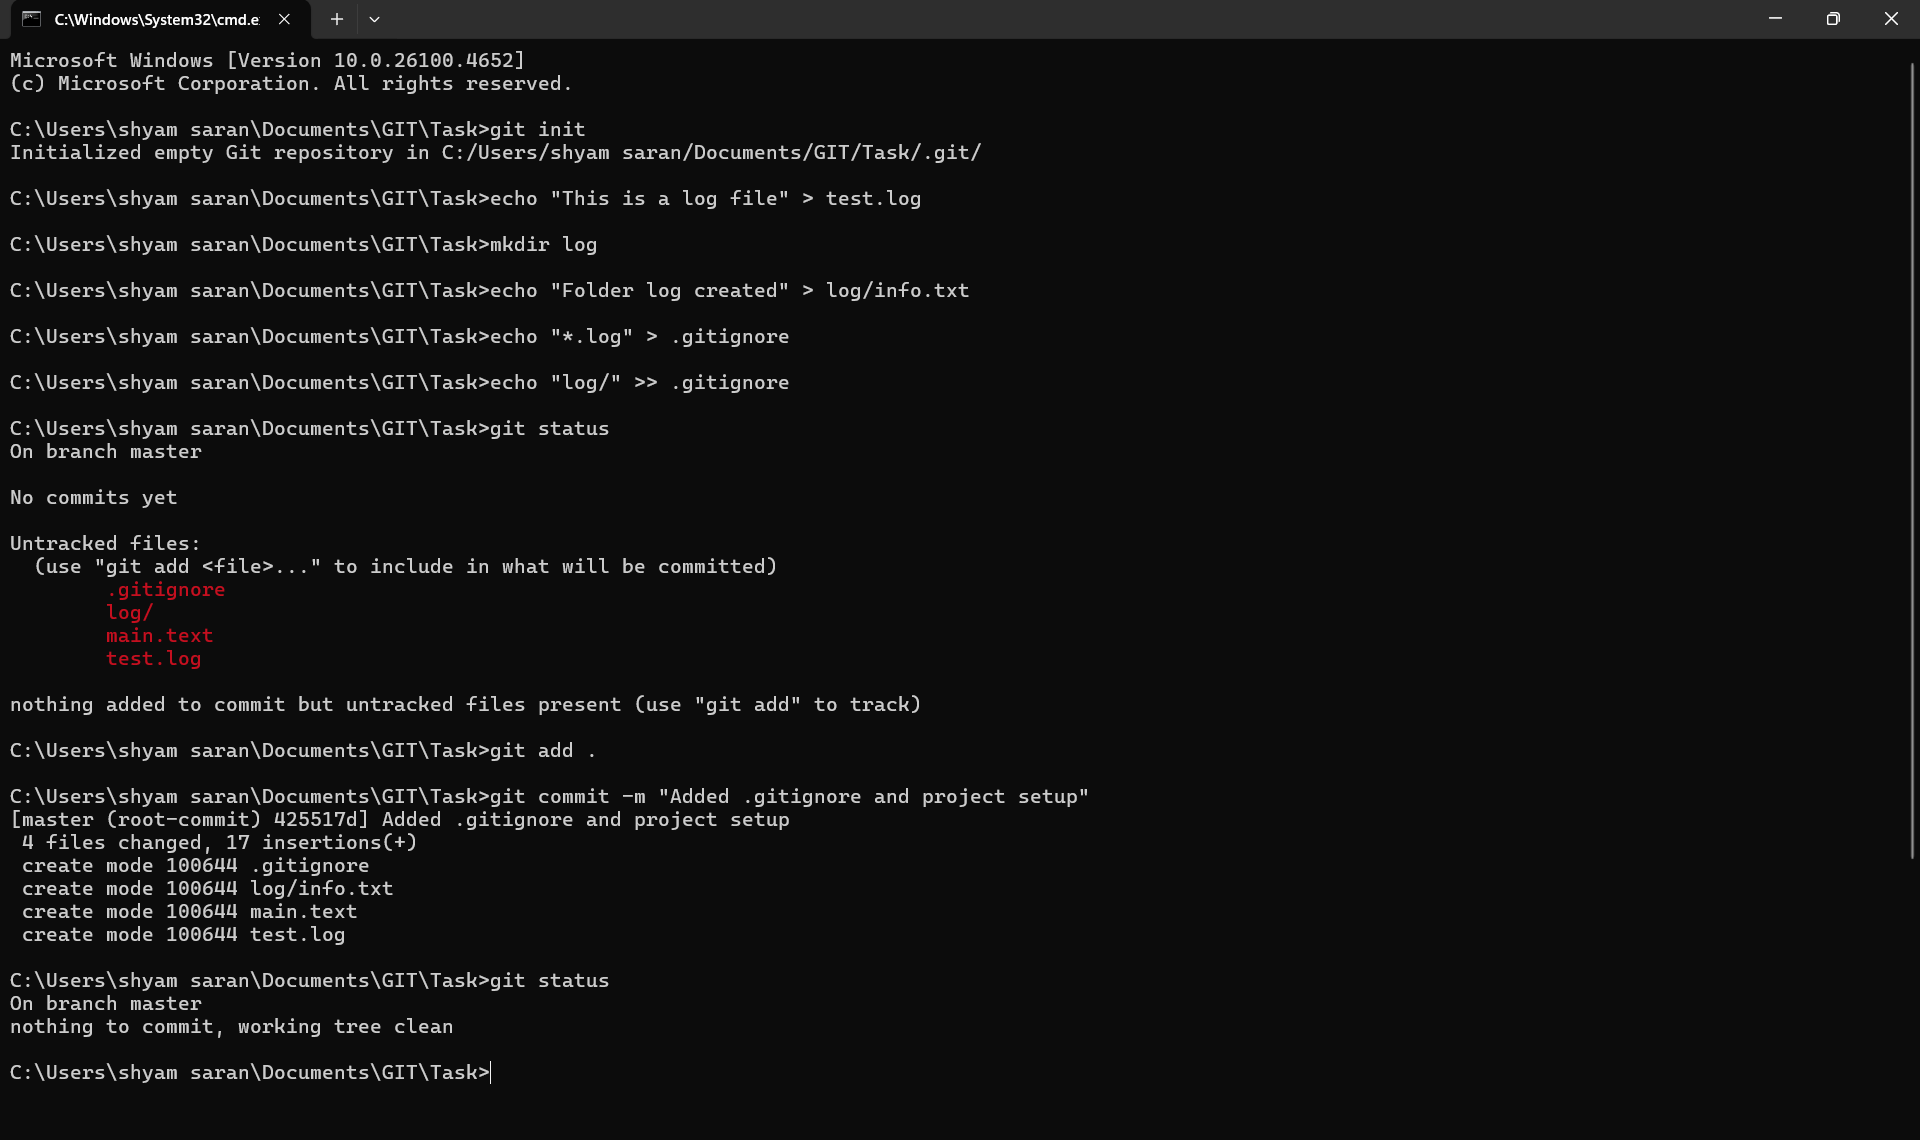 C:\Windows\System32\cmd.e
Microsoft Windows [Version 10.0.26100.4652]
(c) Microsoft Corporation. All rights reserved.
C:\Users\shyam saran\Documents\GIT\Task>git init
Initialized empty Git repository in C:/Users/shyam saran/Documents/GIT/Task/.git/
C:\Users\shyam saran\Documents\GIT\Task>echo "This is a log file" > test.log
C:\Users\shyam saran\Documents\GIT\Task>mkdir log
C:\Users\shyam saran\Documents\GIT\Task>echo "Folder log created" > log/info.txt
C:\Users\shyam saran\Documents\GIT\Task>echo "*.log" > .gitignore
C:\Users\shyam saran\Documents\GIT\Task>echo "log/" >> .gitignore
C:\Users\shyam saran\Documents\GIT\Task>git status
On branch master
No commits yet
Untracked files:
  (use "git add <file>..." to include in what will be committed)
        .gitignore
        log/
        main.text
        test.log
nothing added to commit but untracked files present (use "git add" to track)
C:\Users\shyam saran\Documents\GIT\Task>git add .
C:\Users\shyam saran\Documents\GIT\Task>git commit -m "Added .gitignore and project setup"
[master (root-commit) 425517d] Added .gitignore and project setup
 4 files changed, 17 insertions(+)
 create mode 100644 .gitignore
 create mode 100644 log/info.txt
 create mode 100644 main.text
 create mode 100644 test.log
C:\Users\shyam saran\Documents\GIT\Task>git status
On branch master
nothing to commit, working tree clean
C:\Users\shyam saran\Documents\GIT\Task>